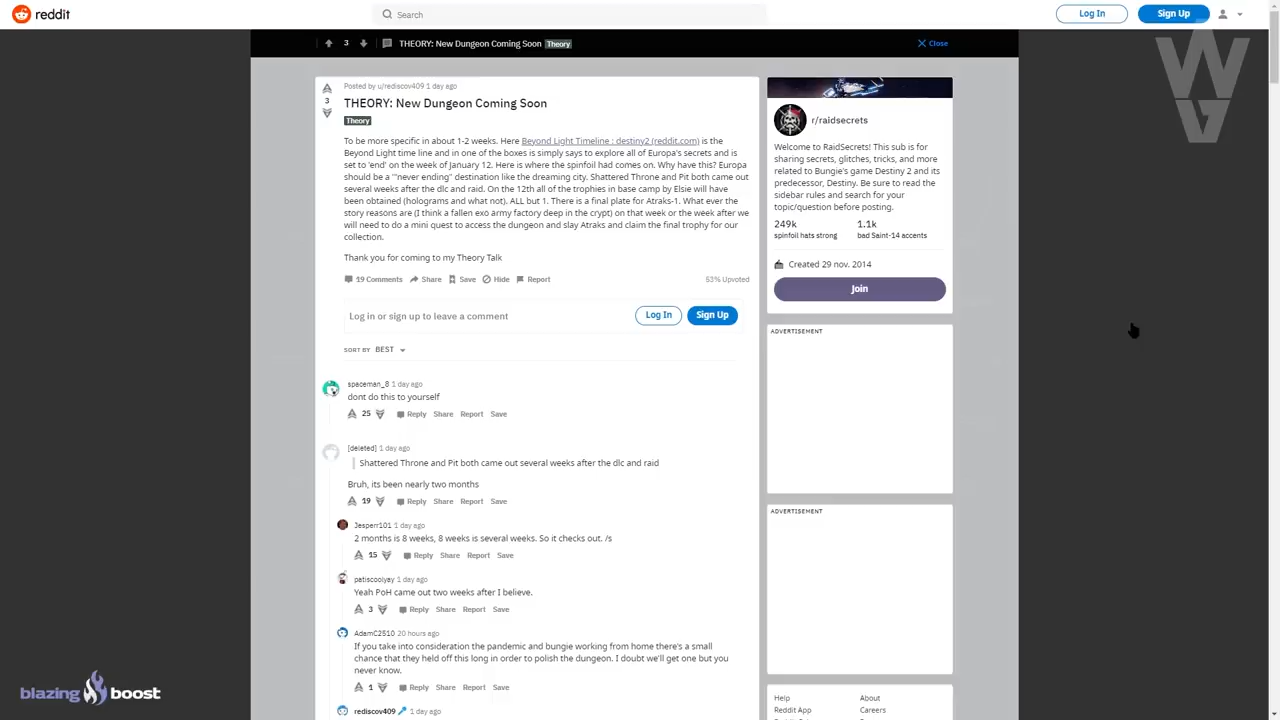 reddit
Search
Log In
Sign Up
3
THEORY: New Dungeon Coming Soon Theory
Close
Posted by u/rediscov409 1 day ago
3
THEORY: New Dungeon Coming Soon
Theory
To be more specific in about 1-2 weeks. Here Beyond Light Timeline : destiny2 (reddit.com) is the
Beyond Light time line and in one of the boxes is simply says to explore all of Europa's secrets and is
set to 'end' on the week of January 12. Here is where the spinfoil had comes on. Why have this? Europa
should be a '"never ending" destination like the dreaming city. Shattered Throne and Pit both came out
several weeks after the dlc and raid. On the 12th all of the trophies in base camp by Elsie will have
been obtained (holograms and what not). ALL but 1. There is a final plate for Atraks-1. What ever the
story reasons are (I think a fallen exo army factory deep in the crypt) on that week or the week after we
will need to do a mini quest to access the dungeon and slay Atraks and claim the final trophy for our
collection.
Thank you for coming to my Theory Talk
19 Comments Share Save Hide Report 53% Upvoted
Log in or sign up to leave a comment
Log In
Sign Up
SORT BY BEST
spaceman_8 1 day ago
dont do this to yourself
25 Reply Share Report Save
[deleted] 1 day ago
Shattered Throne and Pit both came out several weeks after the dlc and raid
Bruh, its been nearly two months
19 Reply Share Report Save
Jesperr101 1 day ago
2 months is 8 weeks, 8 weeks is several weeks. So it checks out. /s
15 Reply Share Report Save
patiscoolyay 1 day ago
Yeah PoH came out two weeks after I believe.
3 Reply Share Report Save
AdamC2510 20 hours ago
If you take into consideration the pandemic and bungie working from home there's a small
chance that they held off this long in order to polish the dungeon. I doubt we'll get one but you
never know.
1 Reply Share Report Save
rediscov409 1 day ago
r/raidsecrets
Welcome to RaidSecrets! This sub is for
sharing secrets, glitches, tricks, and more
related to Bungie's game Destiny 2 and its
predecessor, Destiny. Be sure to read the
sidebar rules and search for your
topic/question before posting.
249k 1.1k
spinfoil hats strong bad Saint-14 accents
Created 29 nov. 2014
Join
ADVERTISEMENT
ADVERTISEMENT
Help About
Reddit App Careers
WG
blazing boost